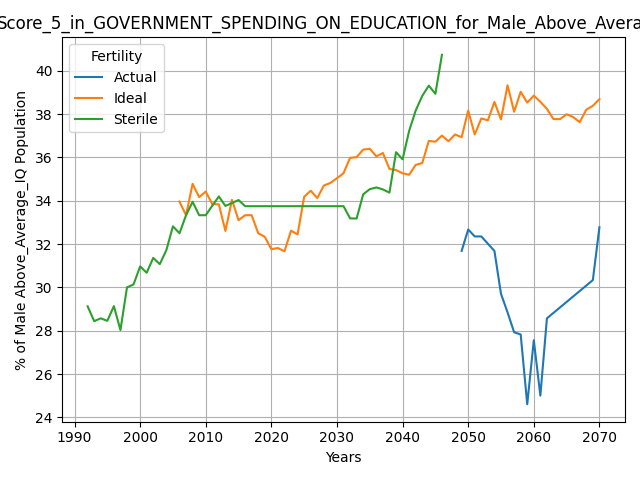 Score_5_in_GOVERNMENT_SPENDING_ON_EDUCATION_for_Male_Above_Avera
Fertility
Actual
Ideal
Sterile
% of Male Above_Average_IQ Population
40
38
36
34
32
30
28
26
24
1990 2000 2010 2020 2030 2040 2050 2060 2070
Years